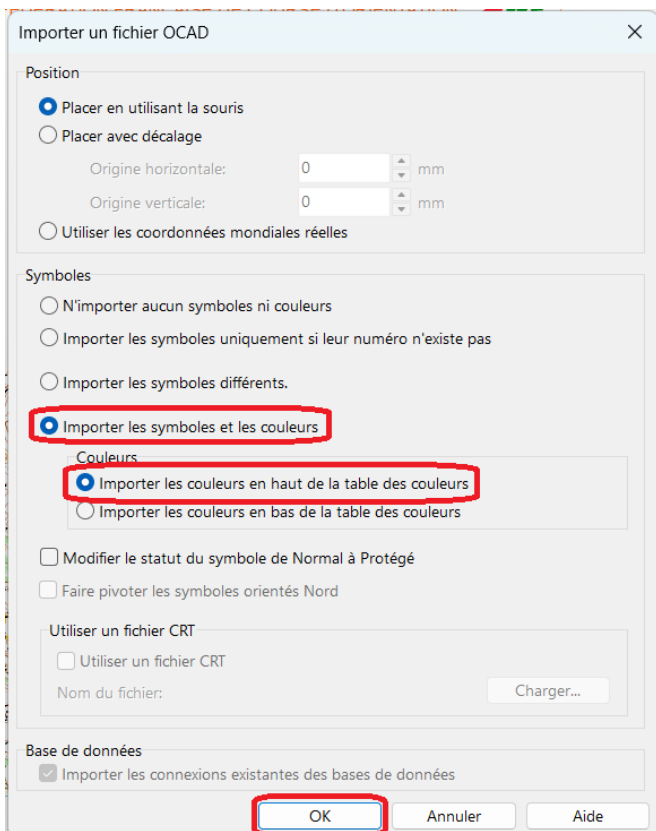 Importer un fichier OCAD
Position
Placer en utilisant la souris
Placer avec décalage
Origine horizontale: 0 mm
Origine verticale: 0 mm
Utiliser les coordonnées mondiales réelles
Symboles
N'importer aucun symboles ni couleurs
Importer les symboles uniquement si leur numéro n'existe pas
Importer les symboles différents.
Importer les symboles et les couleurs
Couleurs
Importer les couleurs en haut de la table des couleurs
Importer les couleurs en bas de la table des couleurs
Modifier le statut du symbole de Normal à Protégé
Faire pivoter les symboles orientés Nord
Utiliser un fichier CRT
Utiliser un fichier CRT
Nom du fichier: Charger...
Base de données
Importer les connexions existantes des bases de données
OK Annuler Aide